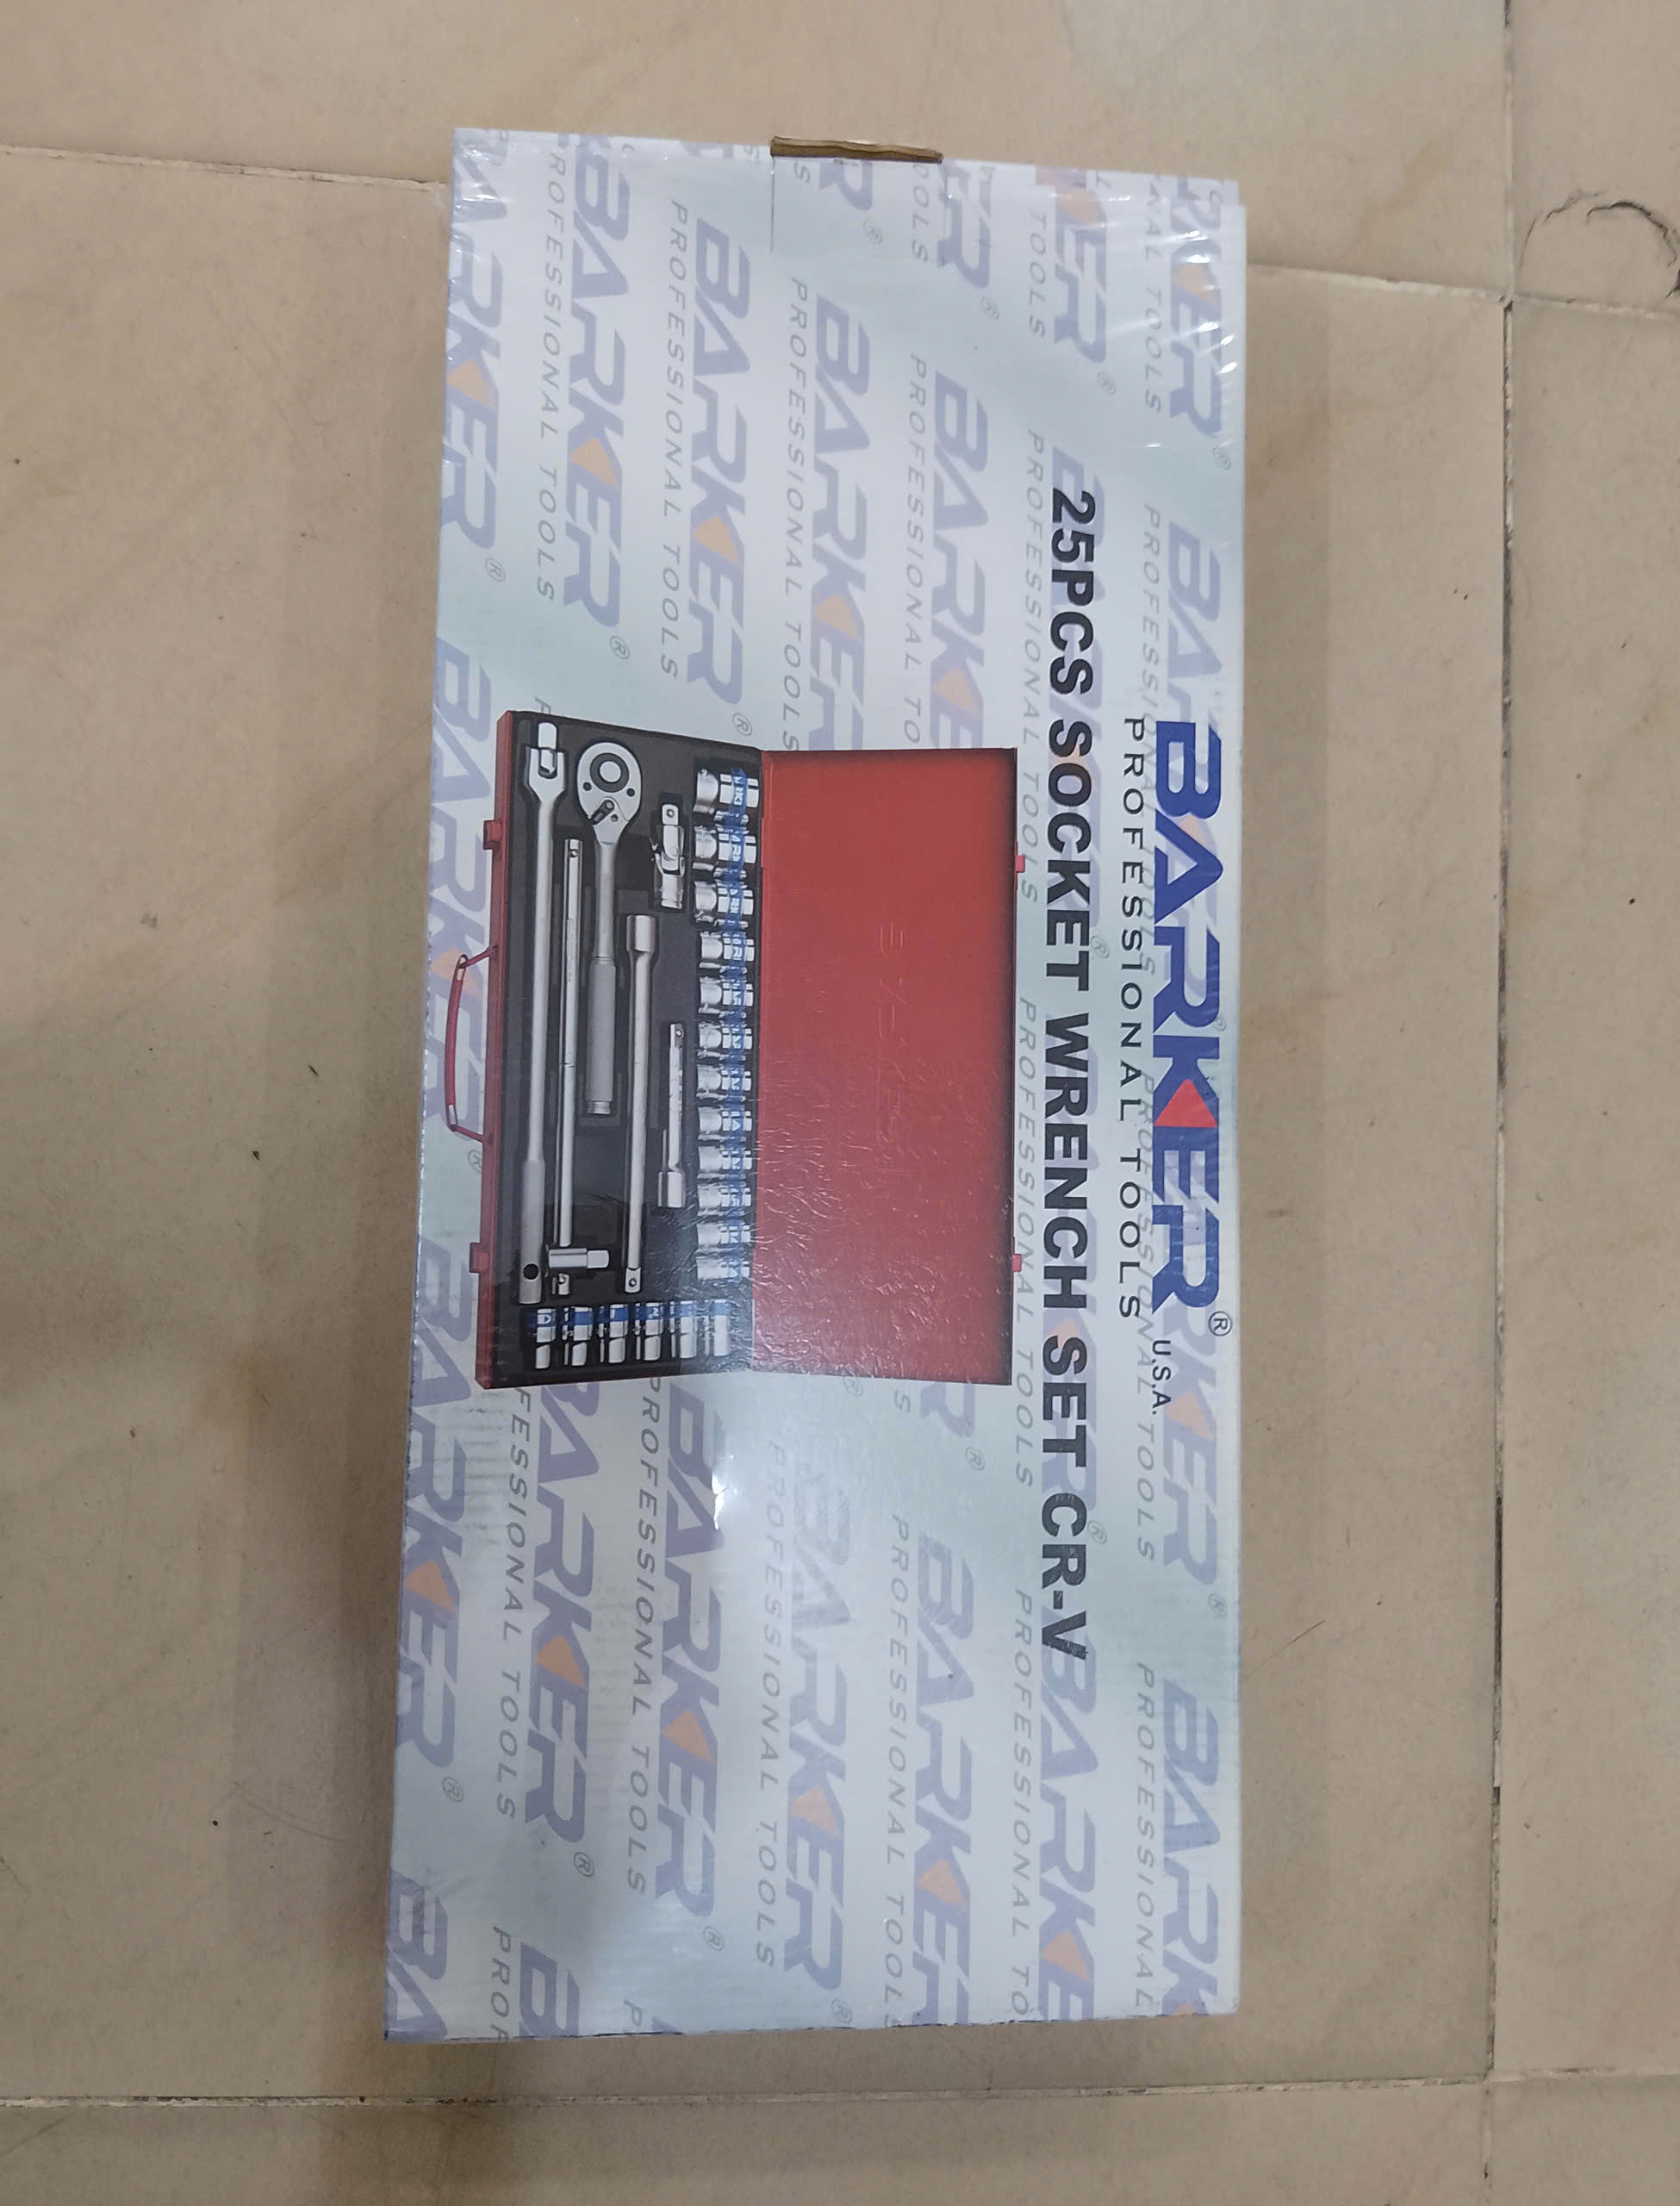 BARKER® U.S.A.
PROFESSIONAL TOOLS
25PCS SOCKET WRENCH SET CR-V